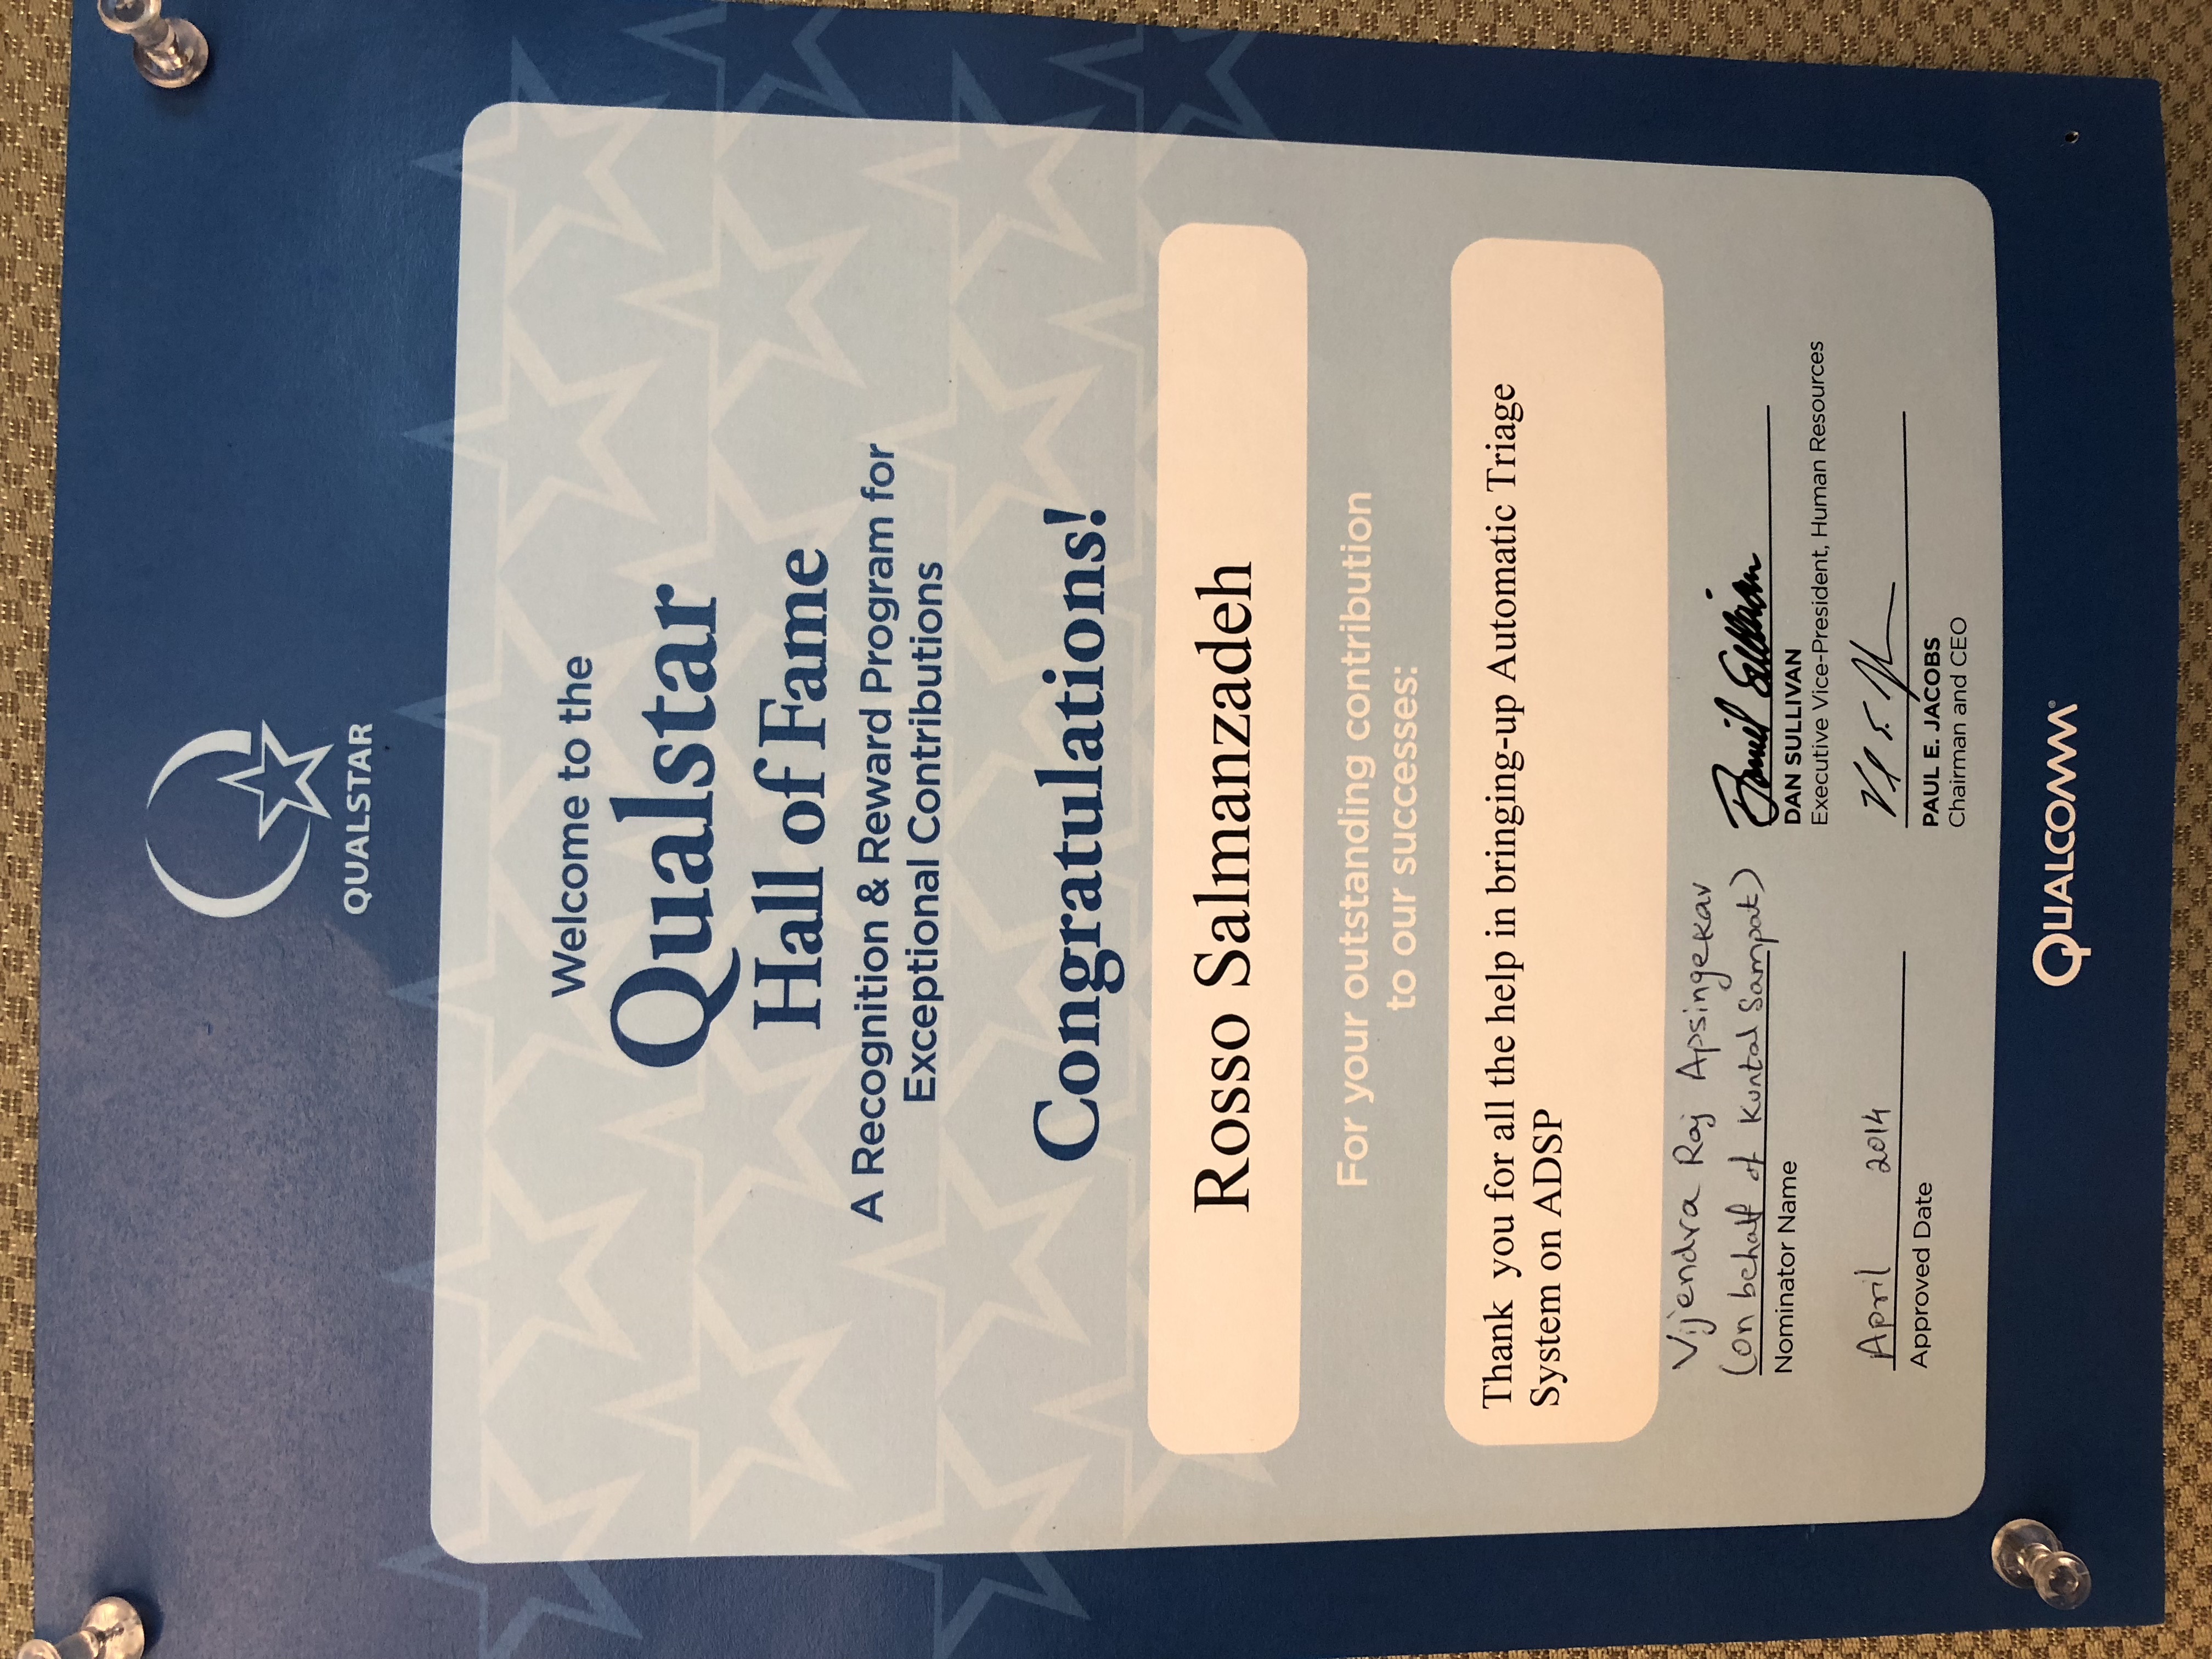 QUALSTAR
Welcome to the
Qualstar
Hall of Fame
A Recognition & Reward Program for
Exceptional Contributions
Congratulations!
Rosso Salmanzadeh
For your outstanding contribution
to our successes:
Thank you for all the help in bringing-up Automatic Triage
System on ADSP
Vijendra Raj Apsingekar
(on behalf of Kuntal Sampat)
Nominator Name
Daniel Sullivan
DAN SULLIVAN
Executive Vice-President, Human Resources
April 2014
Approved Date
PAUL E. JACOBS
Chairman and CEO
QUALCOMM®